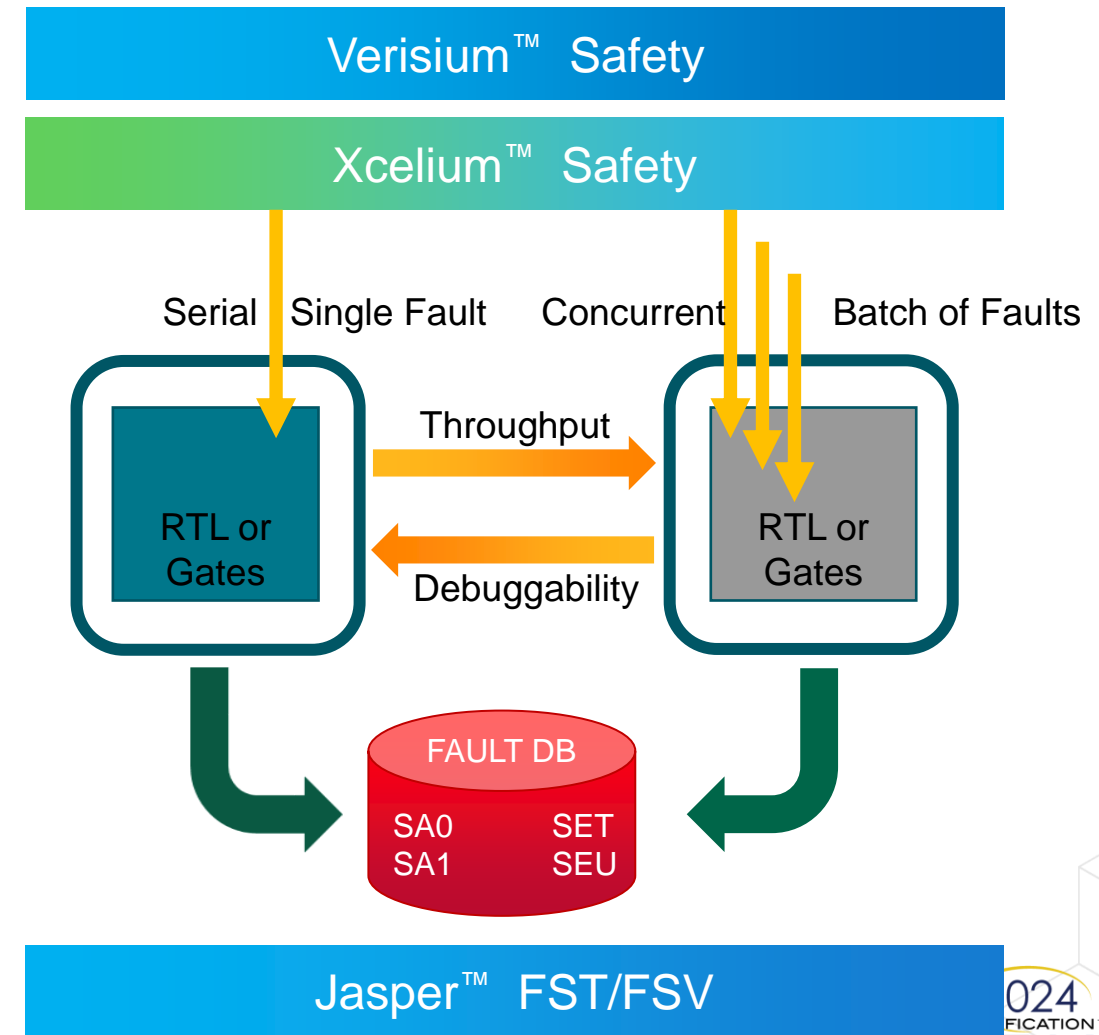 Verisium™ Safety
Xcelium™ Safety
Serial Single Fault Concurrent Batch of Faults
Throughput
RTL or
Gates
RTL or
Gates
Debuggability
FAULT DB
SA0 SET
SA1 SEU
Jasper™ FST/FSV
024
FICATION